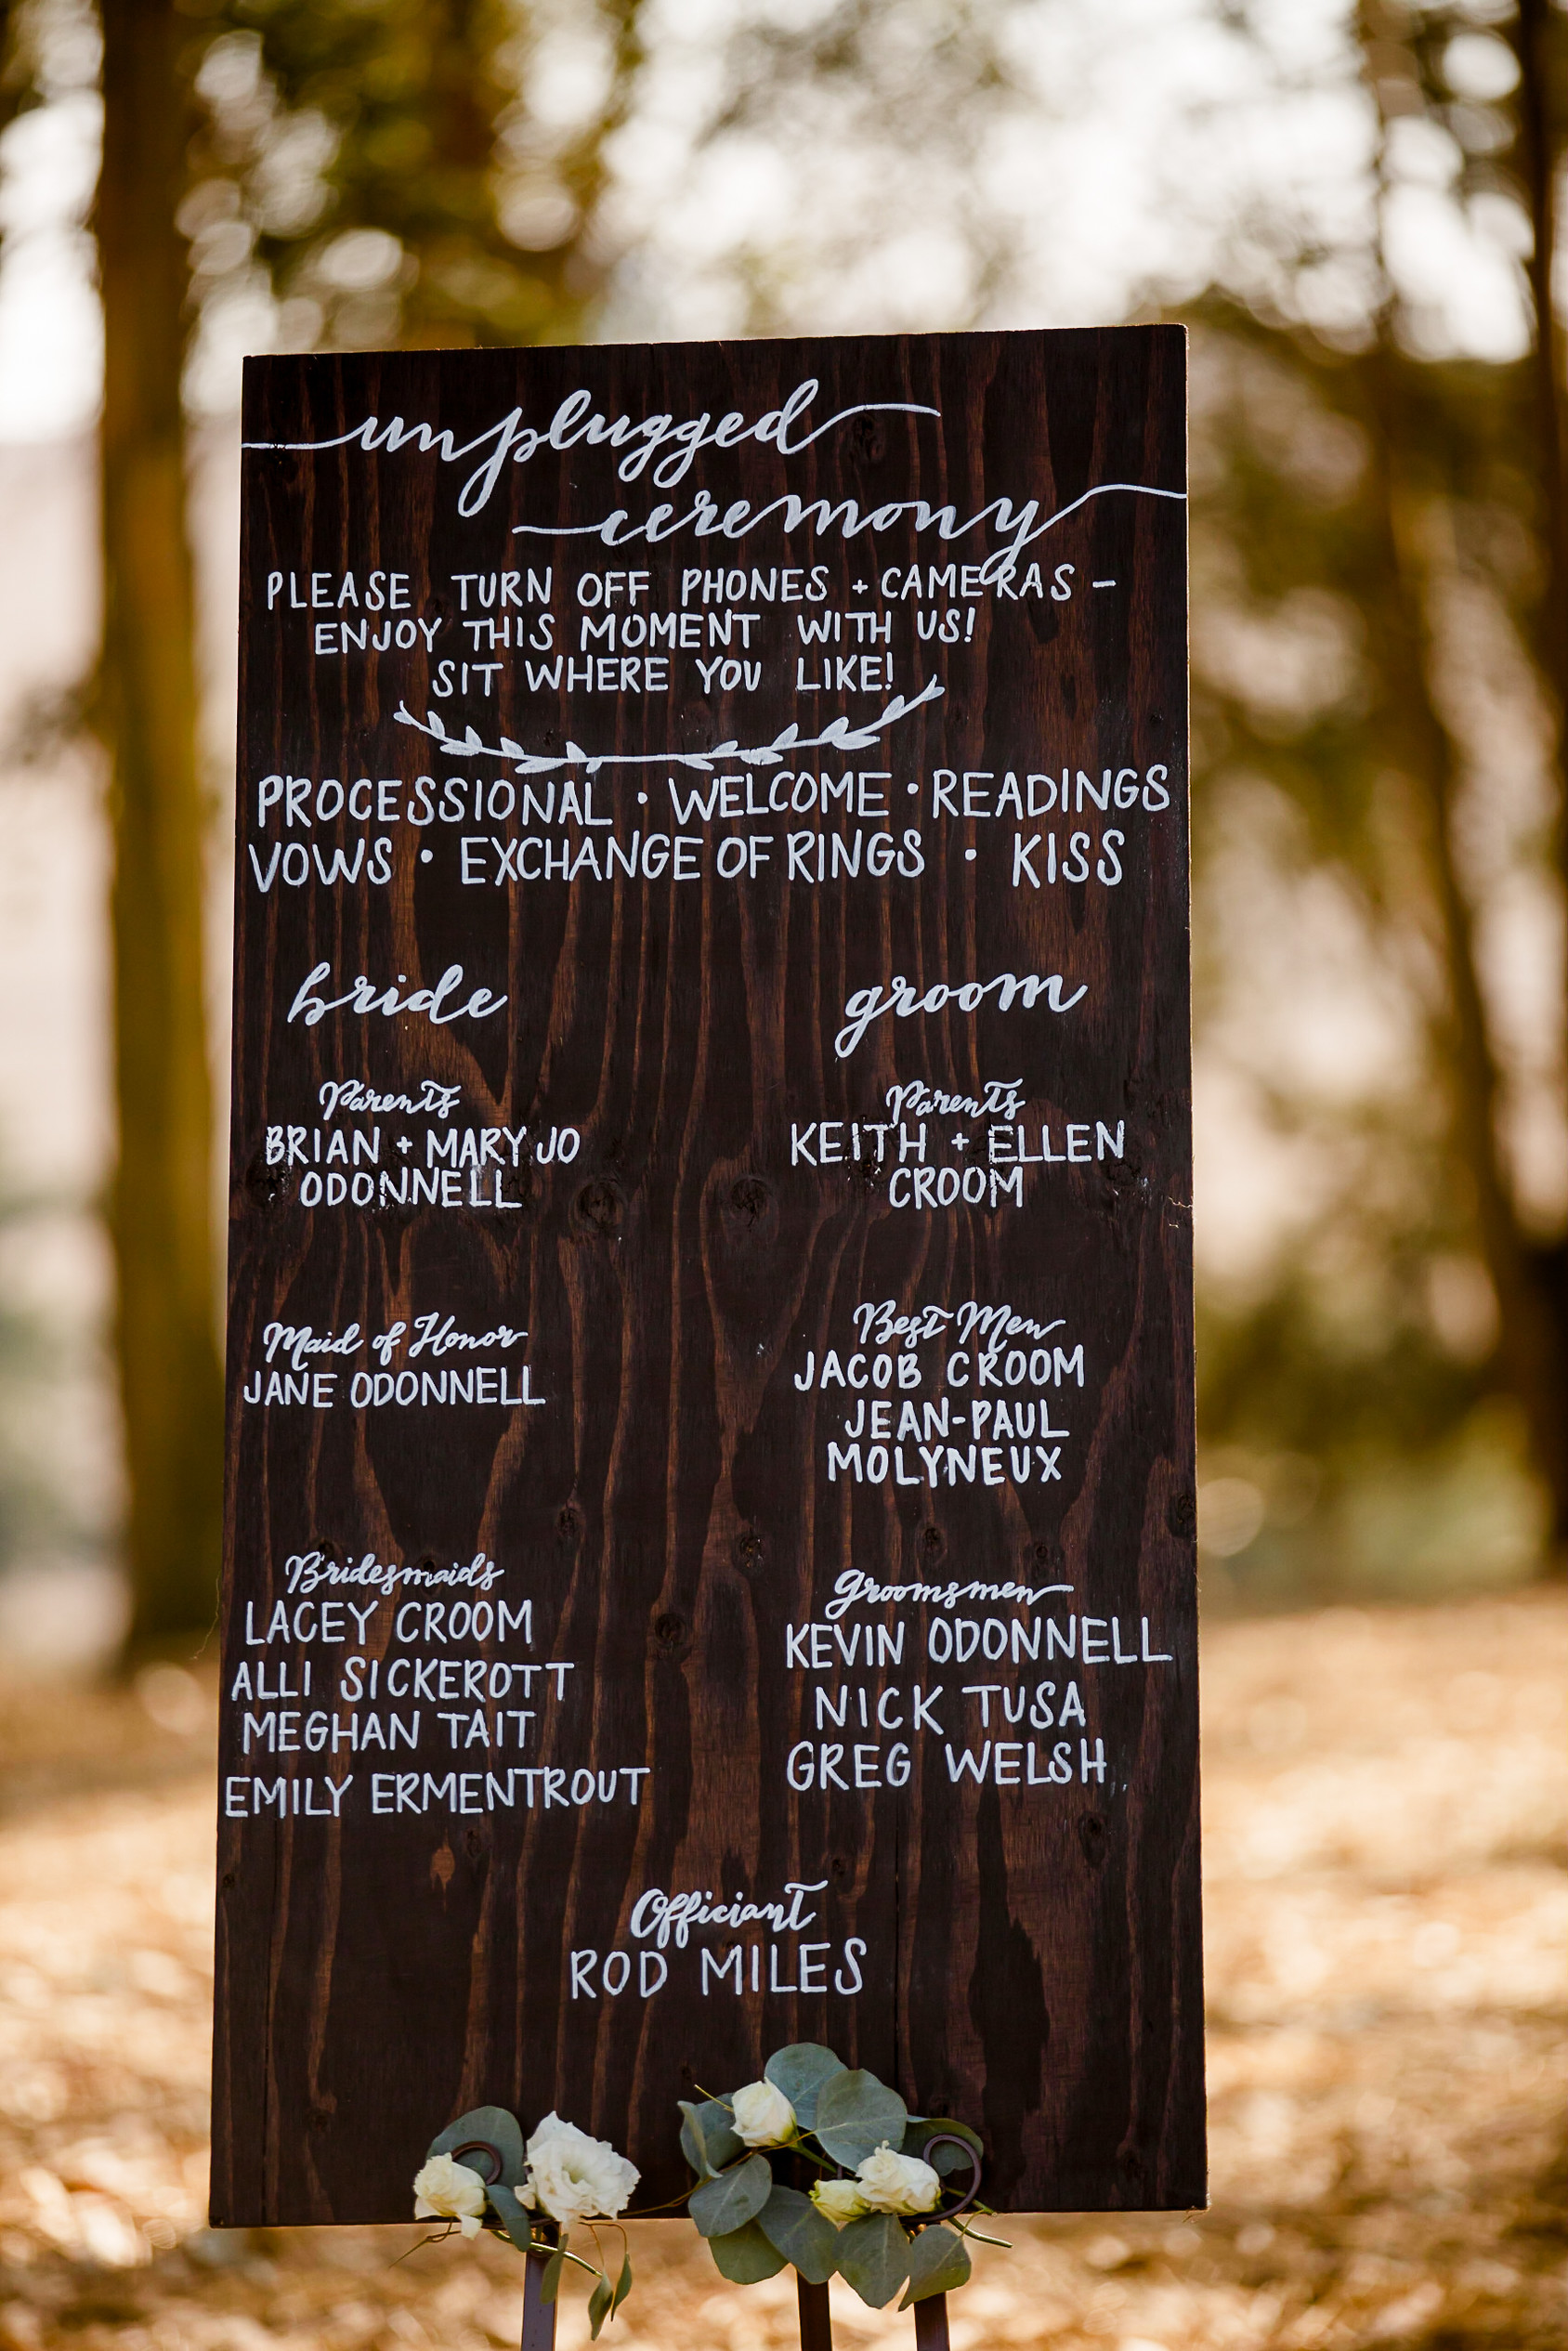 unplugged
ceremony
PLEASE TURN OFF PHONES + CAMERAS -
ENJOY THIS MOMENT WITH US!
SIT WHERE YOU LIKE!
PROCESSIONAL · WELCOME · READINGS
VOWS · EXCHANGE OF RINGS · KISS
bride
Parents
BRIAN + MARY JO
ODONNELL
Maid of Honor
JANE ODONNELL
Bridesmaids
LACEY CROOM
ALLI SICKEROTT
MEGHAN TAIT
EMILY ERMENTROUT
groom
Parents
KEITH + ELLEN
CROOM
Best Men
JACOB CROOM
JEAN-PAUL
MOLYNEUX
Groomsmen
KEVIN ODONNELL
NICK TUSA
GREG WELSH
Officiant
ROD MILES